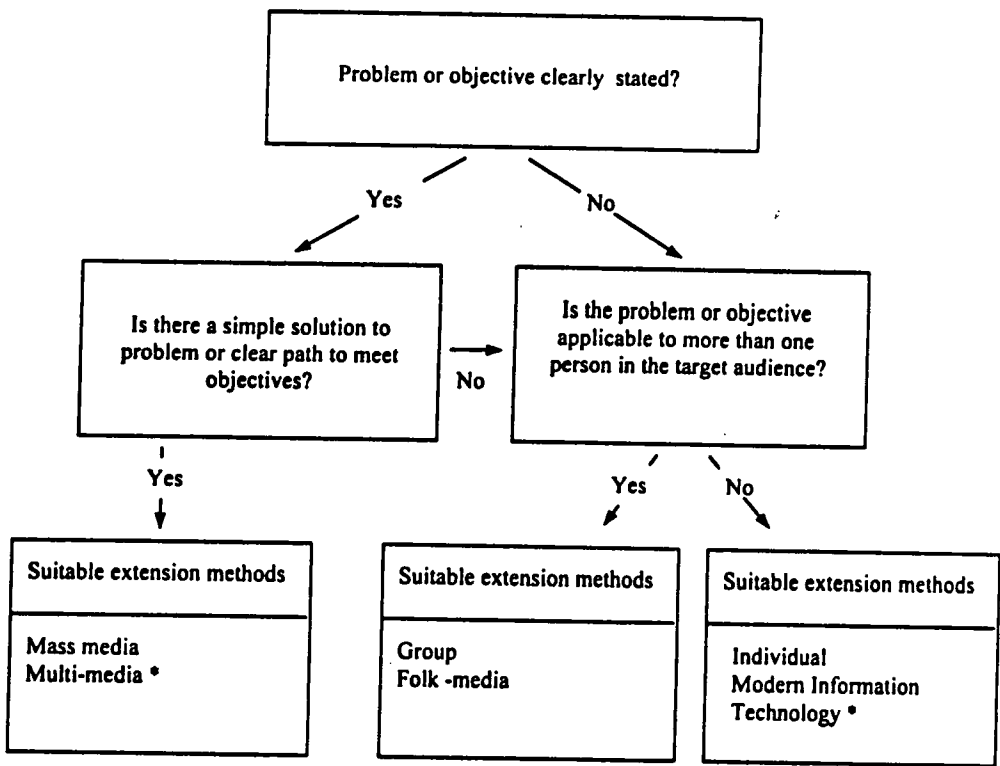 Problem or objective clearly stated?
Yes
No
Is there a simple solution to
problem or clear path to meet
objectives?
No
Is the problem or objective
applicable to more than one
person in the target audience?
Yes
Yes
No
Suitable extension methods
Mass media
Multi-media *
Suitable extension methods
Group
Folk -media
Suitable extension methods
Individual
Modern Information
Technology *